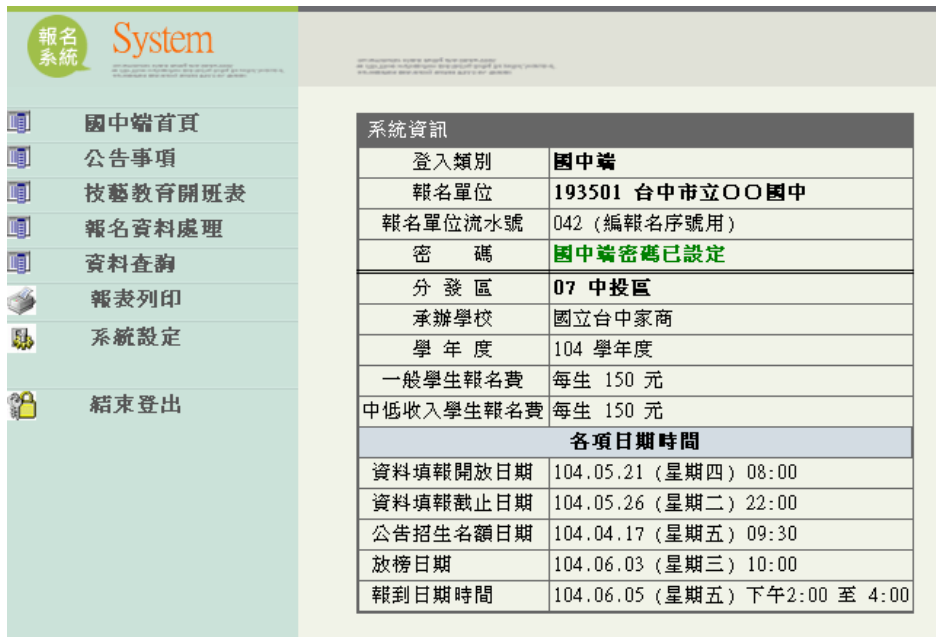 報名
系統
System
國中端首頁
公告事項
技藝教育開班表
報名資料處理
資料查詢
報表列印
系統設定
結束登出
系統資訊
登入類別 國中端
報名單位 193501 台中市立○○國中
報名單位流水號 042 (編報名序號用)
密 碼 國中端密碼已設定
分 發 區 07 中投區
承辦學校 國立台中家商
學 年 度 104 學年度
一般學生報名費 每生 150 元
中低收入學生報名費 每生 150 元
各項日期時間
資料填報開放日期 104.05.21 (星期四) 08:00
資料填報截止日期 104.05.26 (星期二) 22:00
公告招生名額日期 104.04.17 (星期五) 09:30
放榜日期 104.06.03 (星期三) 10:00
報到日期時間 104.06.05 (星期五) 下午2:00 至 4:00